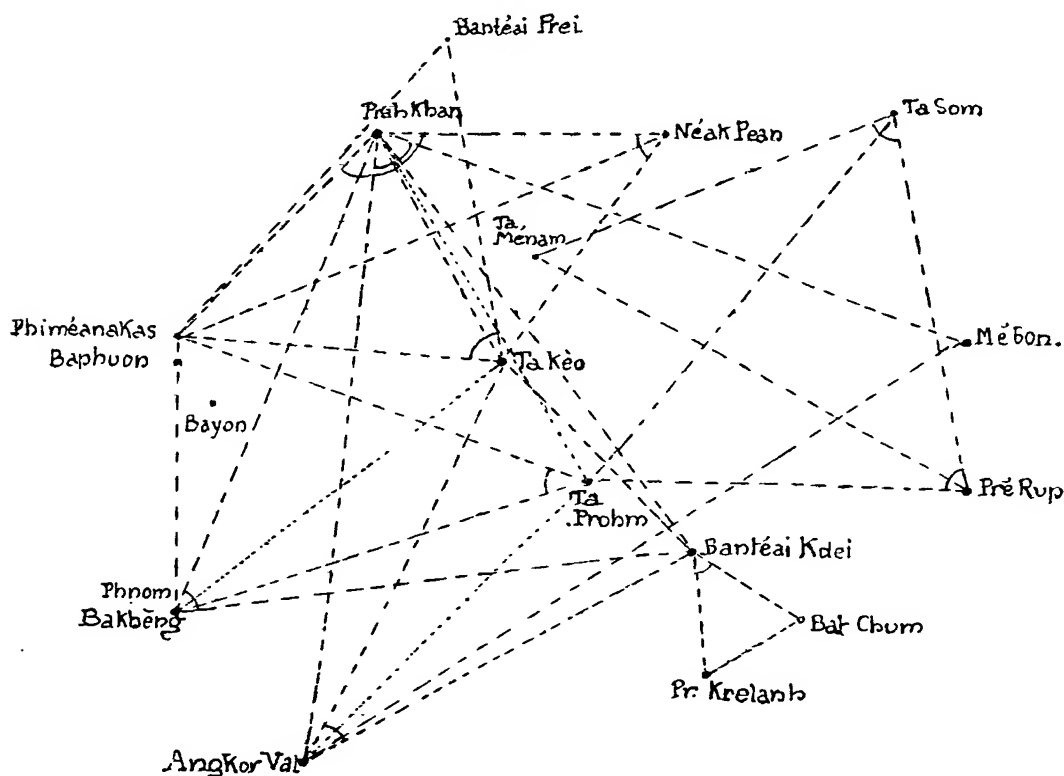 Bantéai Prei
Prah Khan
Ta Som
Néak Pean
Ta
Ménam
Phiméanakas
Baphuon
Ta Kèo
Mébon.
Bayon
Pré Rup
Ta
Prohm
Bantéai Kdei
Phnom
Bakhèng
Bat Chum
Pr. Krelanh
Angkor Vat